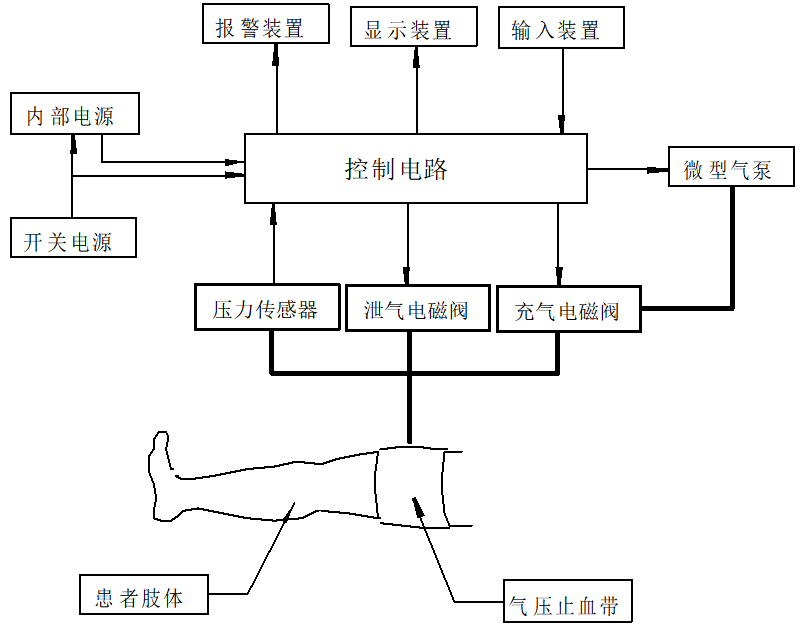 报警装置
显示装置
输入装置
内部电源
控制电路
微型气泵
开关电源
压力传感器
泄气电磁阀
充气电磁阀
患者肢体
气压止血带